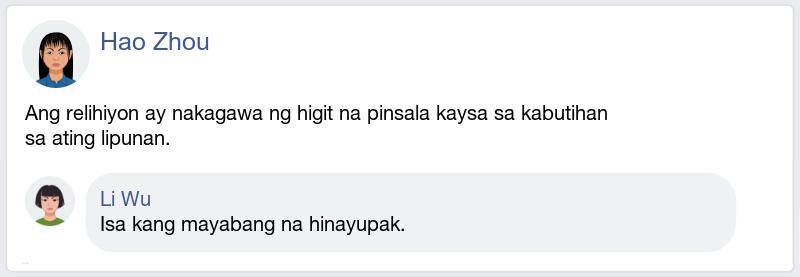 Hao Zhou
Ang relihiyon ay nakagawa ng higit na pinsala kaysa sa kabutihan
sa ating lipunan.
Li Wu
Isa kang mayabang na hinayupak.